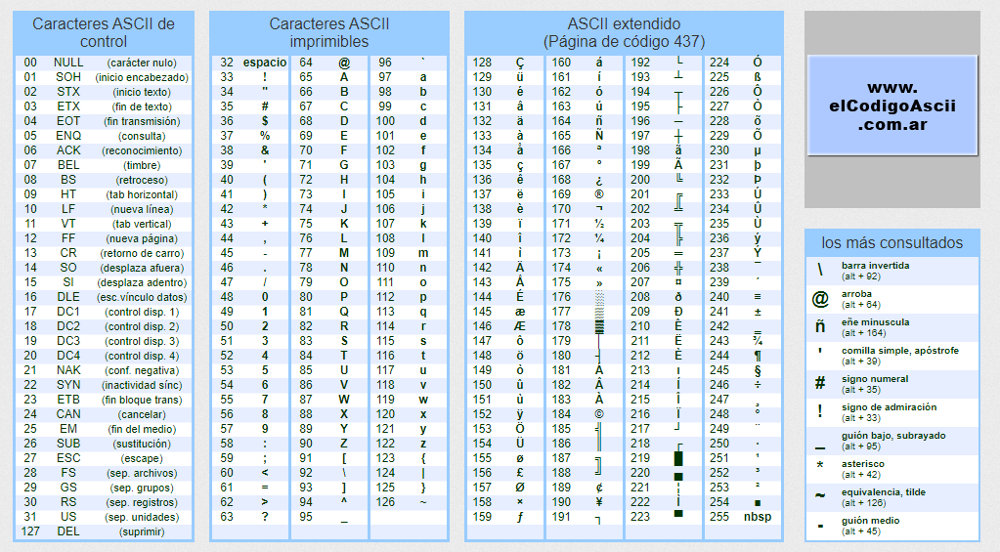 Caracteres ASCII de
control
00 NULL (carácter nulo)
01 SOH (inicio encabezado)
02 STX (inicio texto)
03 ETX (fin de texto)
04 EOT (fin transmisión)
05 ENQ (consulta)
06 ACK (reconocimiento)
07 BEL (timbre)
08 BS (retroceso)
09 HT (tab horizontal)
10 LF (nueva línea)
11 VT (tab vertical)
12 FF (nueva página)
13 CR (retorno de carro)
14 SO (desplaza afuera)
15 SI (desplaza adentro)
16 DLE (esc.vínculo datos)
17 DC1 (control disp. 1)
18 DC2 (control disp. 2)
19 DC3 (control disp. 3)
20 DC4 (control disp. 4)
21 NAK (conf. negativa)
22 SYN (inactividad sínc)
23 ETB (fin bloque trans)
24 CAN (cancelar)
25 EM (fin del medio)
26 SUB (sustitución)
27 ESC (escape)
28 FS (sep. archivos)
29 GS (sep. grupos)
30 RS (sep. registros)
31 US (sep. unidades)
127 DEL (suprimir)
Caracteres ASCII
imprimibles
32 espacio 64 @ 96 `
33 ! 65 A 97 a
34 " 66 B 98 b
35 # 67 C 99 c
36 $ 68 D 100 d
37 % 69 E 101 e
38 & 70 F 102 f
39 ' 71 G 103 g
40 ( 72 H 104 h
41 ) 73 I 105 i
42 * 74 J 106 j
43 + 75 K 107 k
44 , 76 L 108 l
45 - 77 M 109 m
46 . 78 N 110 n
47 / 79 O 111 o
48 0 80 P 112 p
49 1 81 Q 113 q
50 2 82 R 114 r
51 3 83 S 115 s
52 4 84 T 116 t
53 5 85 U 117 u
54 6 86 V 118 v
55 7 87 W 119 w
56 8 88 X 120 x
57 9 89 Y 121 y
58 : 90 Z 122 z
59 ; 91 [ 123 {
60 < 92 \ 124 |
61 = 93 ] 125 }
62 > 94 ^ 126 ~
63 ? 95 _
ASCII extendido
(Página de código 437)
128 Ç 160 á 192 └ 224 Ó
129 ü 161 í 193 ┴ 225 ß
130 é 162 ó 194 ┬ 226 Ô
131 â 163 ú 195 ├ 227 Ò
132 ä 164 ñ 196 ─ 228 õ
133 à 165 Ñ 197 ┼ 229 Õ
134 å 166 ª 198 ã 230 µ
135 ç 167 º 199 Ã 231 þ
136 ê 168 ¿ 200 ╚ 232 Þ
137 ë 169 ® 201 ╔ 233 Ú
138 è 170 ¬ 202 ╩ 234 Û
139 ï 171 ½ 203 ╦ 235 Ù
140 î 172 ¼ 204 ╠ 236 ý
141 ì 173 ¡ 205 ═ 237 Ý
142 Ä 174 « 206 ╬ 238 ¯
143 Å 175 » 207 ¤ 239 ´
144 É 176 ░ 208 ð 240 ≡
145 æ 177 ▒ 209 Ð 241 ±
146 Æ 178 ▓ 210 Ê 242 ‗
147 ô 179 │ 211 Ë 243 ¾
148 ö 180 ┤ 212 È 244 ¶
149 ò 181 Á 213 ı 245 §
150 û 182 Â 214 Í 246 ÷
151 ù 183 À 215 Î 247 ¸
152 ÿ 184 © 216 Ï 248 °
153 Ö 185 ╣ 217 ┘ 249 ¨
154 Ü 186 ║ 218 ┌ 250 ·
155 ø 187 ╗ 219 █ 251 ¹
156 £ 188 ╝ 220 ▄ 252 ³
157 Ø 189 ¢ 221 ¦ 253 ²
158 × 190 ¥ 222 Ì 254 ■
159 ƒ 191 ┐ 223 ▀ 255 nbsp
www.
elCodigoAscii
.com.ar
los más consultados
\ barra invertida
(alt + 92)
@ arroba
(alt + 64)
ñ eñe minuscula
(alt + 164)
' comilla simple, apóstrofe
(alt + 39)
# signo numeral
(alt + 35)
! signo de admiración
(alt + 33)
_ guión bajo, subrayado
(alt + 95)
* asterisco
(alt + 42)
~ equivalencia, tilde
(alt + 126)
- guión medio
(alt + 45)